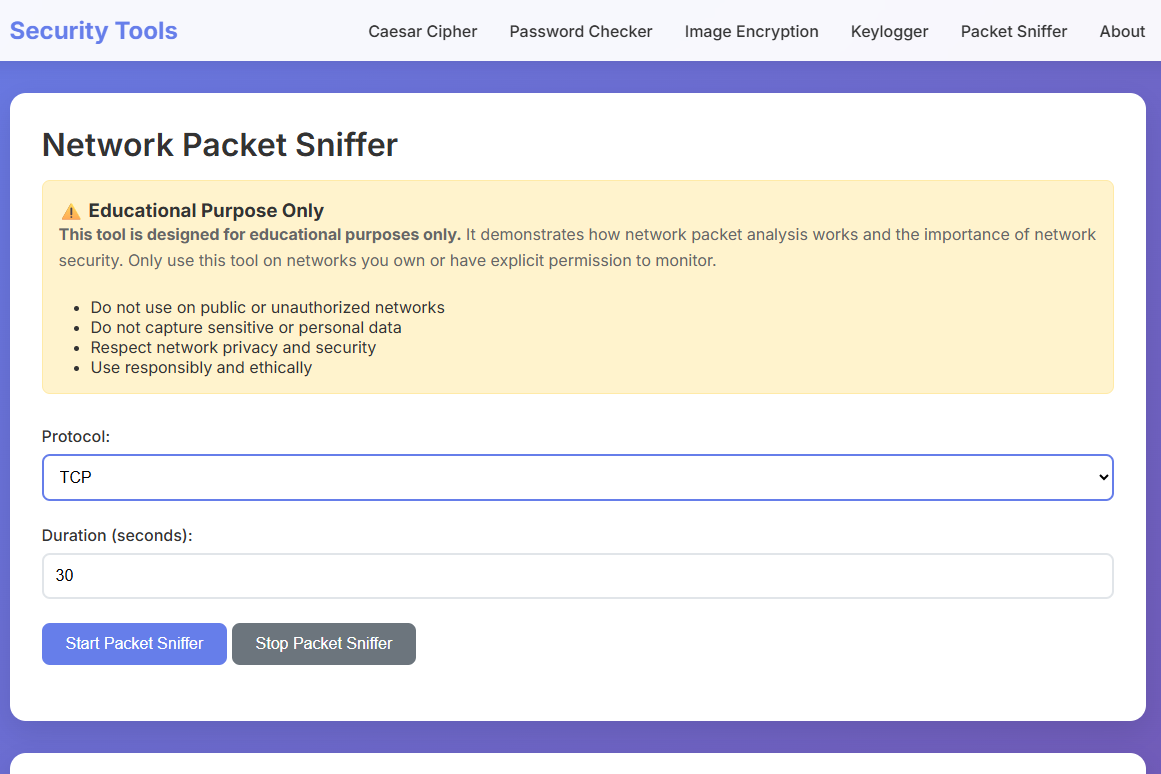 Security Tools
Caesar Cipher Password Checker Image Encryption Keylogger Packet Sniffer About
Network Packet Sniffer
⚠️ Educational Purpose Only
This tool is designed for educational purposes only. It demonstrates how network packet analysis works and the importance of network
security. Only use this tool on networks you own or have explicit permission to monitor.
• Do not use on public or unauthorized networks
• Do not capture sensitive or personal data
• Respect network privacy and security
• Use responsibly and ethically
Protocol:
TCP
Duration (seconds):
30
Start Packet Sniffer Stop Packet Sniffer